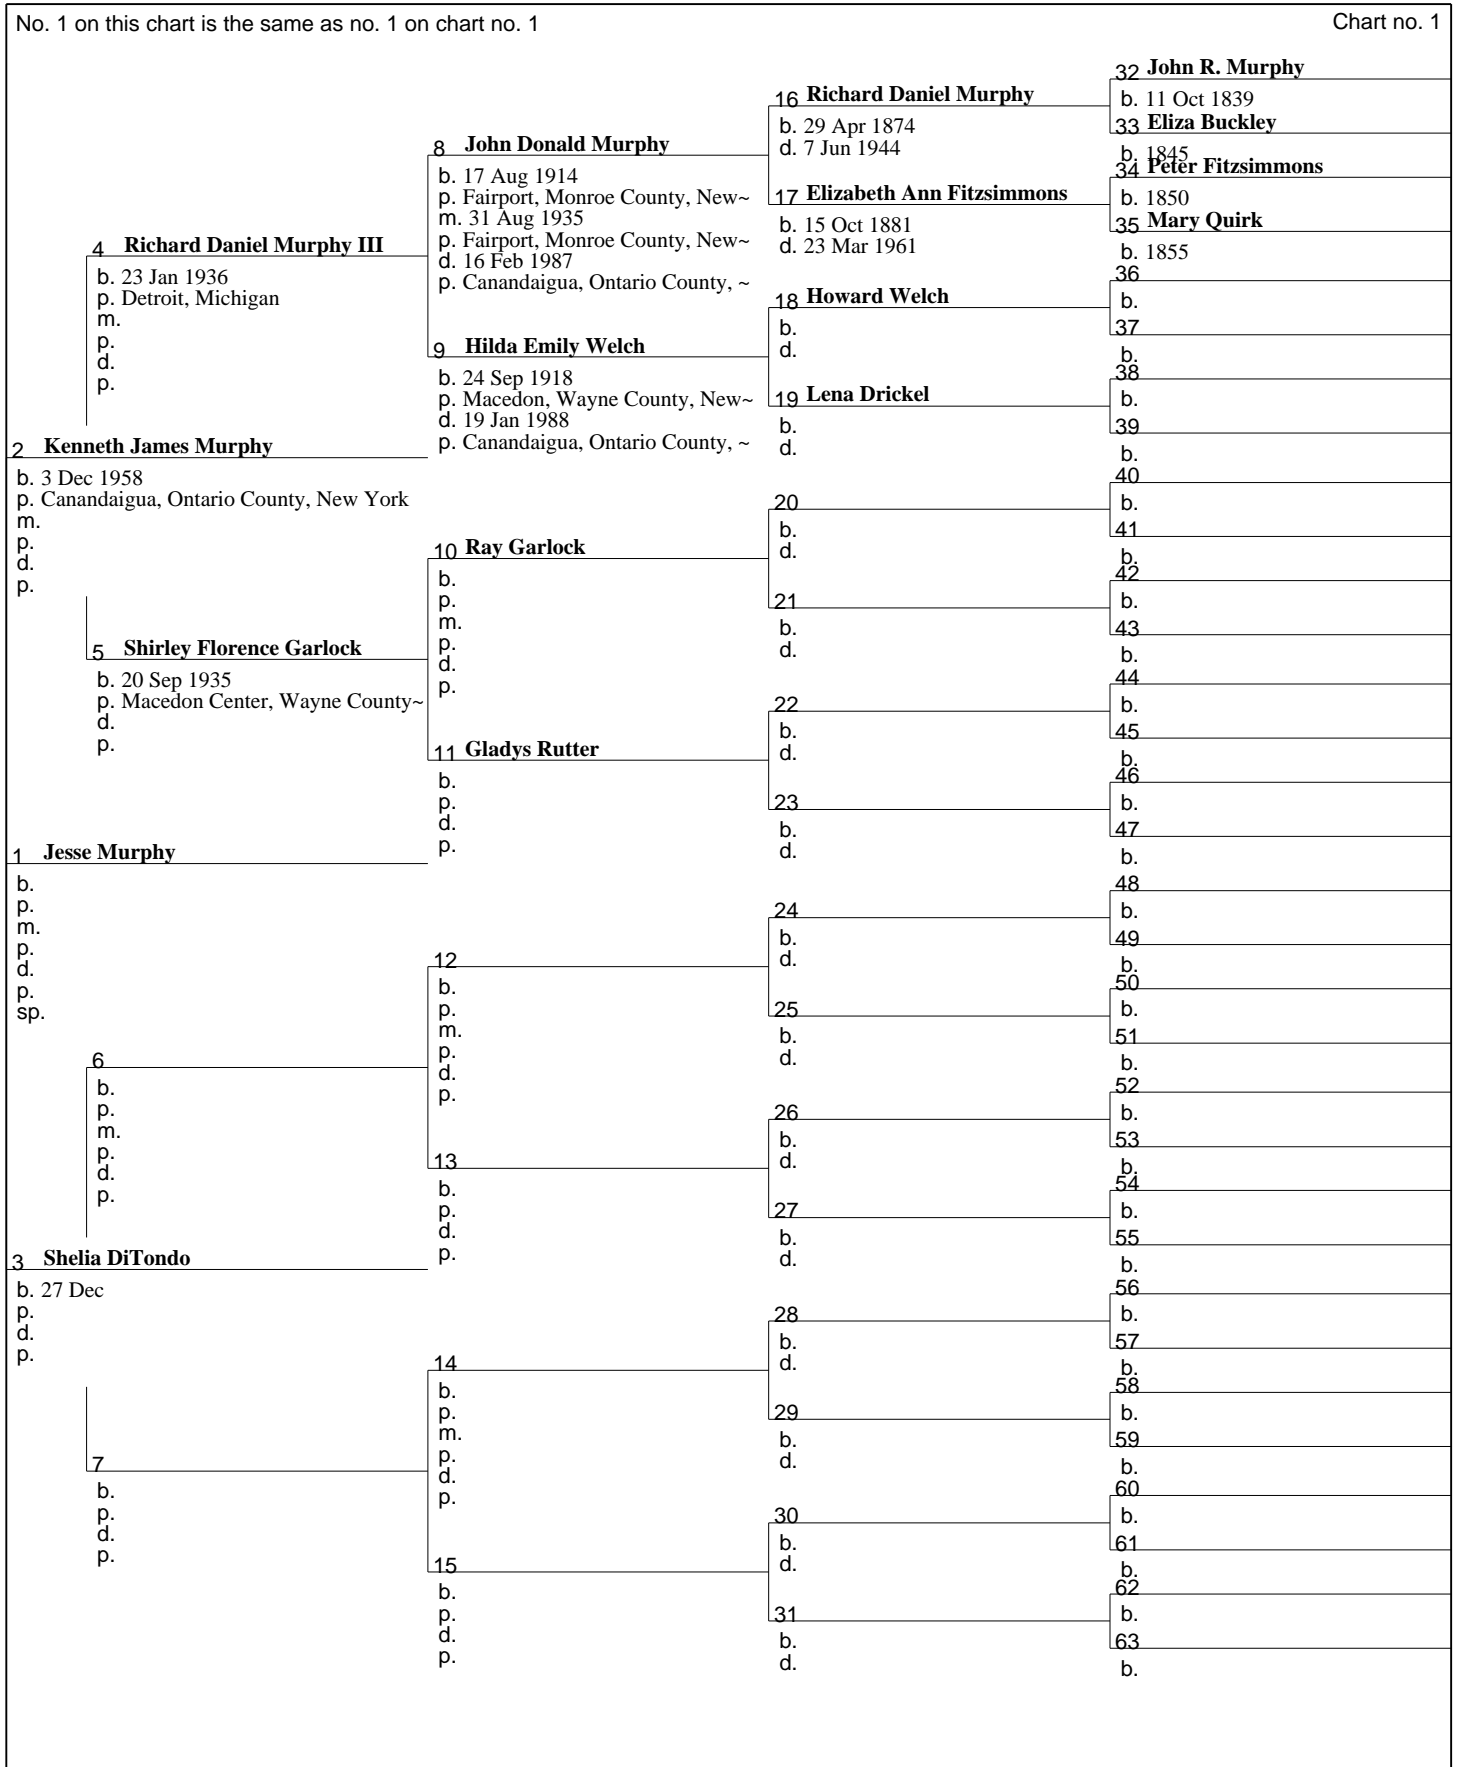 No. 1 on this chart is the same as no. 1 on chart no. 1
Chart no. 1
2 Kenneth James Murphy
b. 3 Dec 1958
p. Canandaigua, Ontario County, New York
m.
p.
d.
p.
1 Jesse Murphy
b.
p.
m.
p.
d.
p.
sp.
3 Shelia DiTondo
b. 27 Dec
p.
d.
p.
4 Richard Daniel Murphy III
b. 23 Jan 1936
p. Detroit, Michigan
m.
p.
d.
p.
5 Shirley Florence Garlock
b. 20 Sep 1935
p. Macedon Center, Wayne County~
d.
p.
6
b.
p.
m.
p.
d.
p.
7
b.
p.
d.
p.
8 John Donald Murphy
b. 17 Aug 1914
p. Fairport, Monroe County, New~
m. 31 Aug 1935
p. Fairport, Monroe County, New~
d. 16 Feb 1987
p. Canandaigua, Ontario County, ~
9 Hilda Emily Welch
b. 24 Sep 1918
p. Macedon, Wayne County, New~
d. 19 Jan 1988
p. Canandaigua, Ontario County, ~
10 Ray Garlock
b.
p.
m.
p.
d.
p.
11 Gladys Rutter
b.
p.
d.
p.
12
b.
p.
m.
p.
d.
p.
13
b.
p.
d.
p.
14
b.
p.
m.
p.
d.
p.
15
b.
p.
d.
p.
16 Richard Daniel Murphy
b. 29 Apr 1874
d. 7 Jun 1944
17 Elizabeth Ann Fitzsimmons
b. 15 Oct 1881
d. 23 Mar 1961
18 Howard Welch
b.
d.
19 Lena Drickel
b.
d.
20
b.
d.
21
b.
d.
22
b.
d.
23
b.
d.
24
b.
d.
25
b.
d.
26
b.
d.
27
b.
d.
28
b.
d.
29
b.
d.
30
b.
d.
31
b.
d.
32 John R. Murphy
b. 11 Oct 1839
33 Eliza Buckley
b. 1845
34 Peter Fitzsimmons
b. 1850
35 Mary Quirk
b. 1855
36
b.
37
b.
38
b.
39
b.
40
b.
41
b.
42
b.
43
b.
44
b.
45
b.
46
b.
47
b.
48
b.
49
b.
50
b.
51
b.
52
b.
53
b.
54
b.
55
b.
56
b.
57
b.
58
b.
59
b.
60
b.
61
b.
62
b.
63
b.